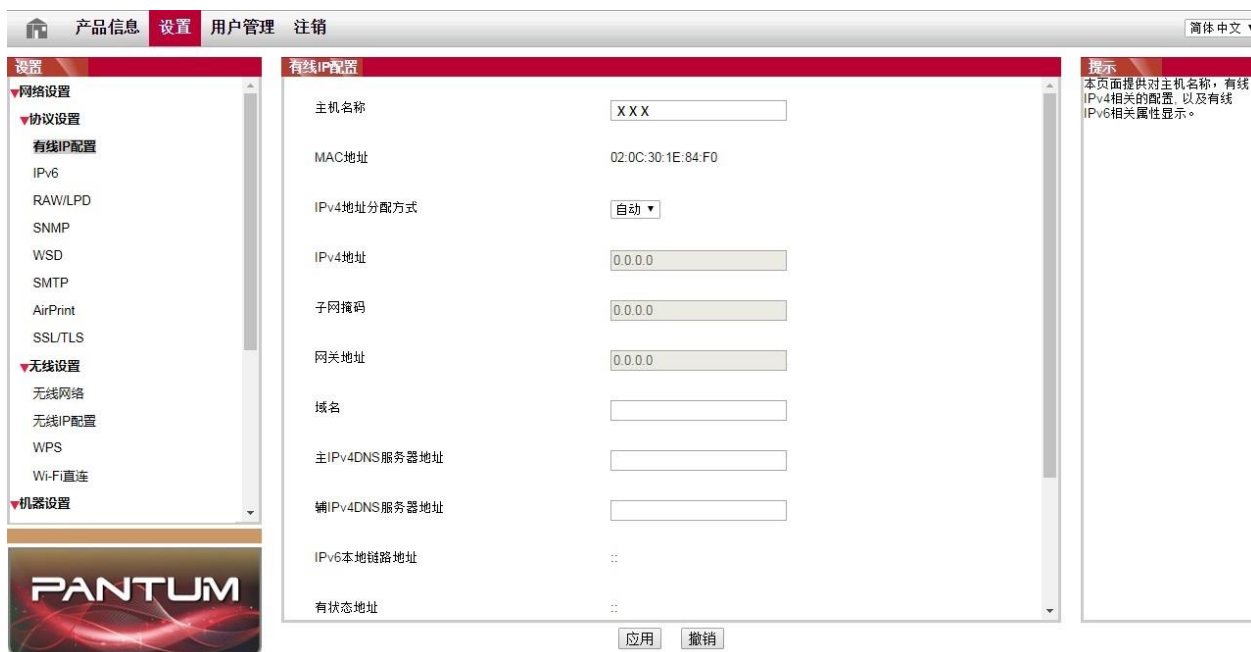 产品信息 设置 用户管理 注销
简体中文
设置
▼网络设置
▼协议设置
有线IP配置
IPv6
RAW/LPD
SNMP
WSD
SMTP
AirPrint
SSL/TLS
▼无线设置
无线网络
无线IP配置
WPS
Wi-Fi直连
▼机器设置
PANTUM
有线IP配置
主机名称 XXX
MAC地址 02:0C:30:1E:84:F0
IPv4地址分配方式 自动
IPv4地址 0.0.0.0
子网掩码 0.0.0.0
网关地址 0.0.0.0
域名
主IPv4DNS服务器地址
辅IPv4DNS服务器地址
IPv6本地链路地址 ::
有状态地址 ::
应用 撤销
提示
本页面提供对主机名称，有线
IPv4相关的配置, 以及有线
IPv6相关属性显示。